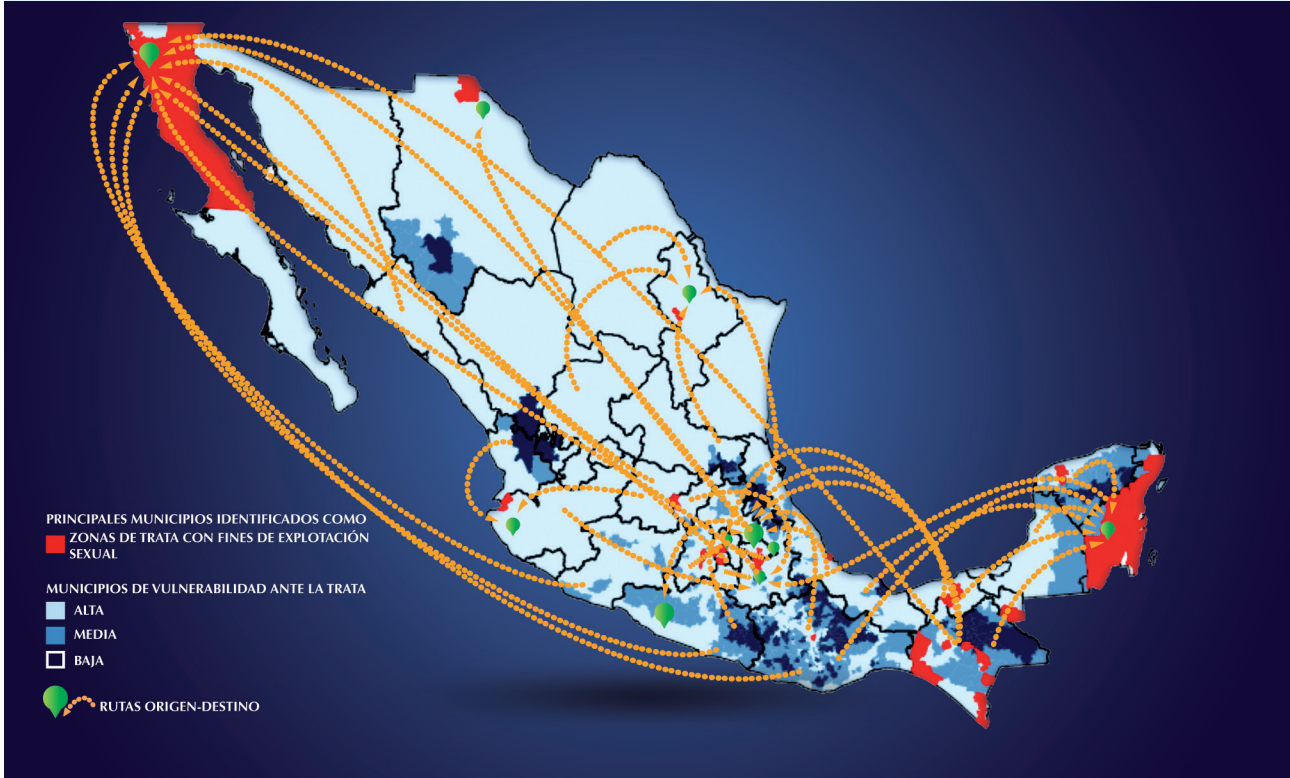 PRINCIPALES MUNICIPIOS IDENTIFICADOS COMO
ZONAS DE TRATA CON FINES DE EXPLOTACIÓN
SEXUAL
MUNICIPIOS DE VULNERABILIDAD ANTE LA TRATA
ALTA
MEDIA
BAJA
RUTAS ORIGEN-DESTINO